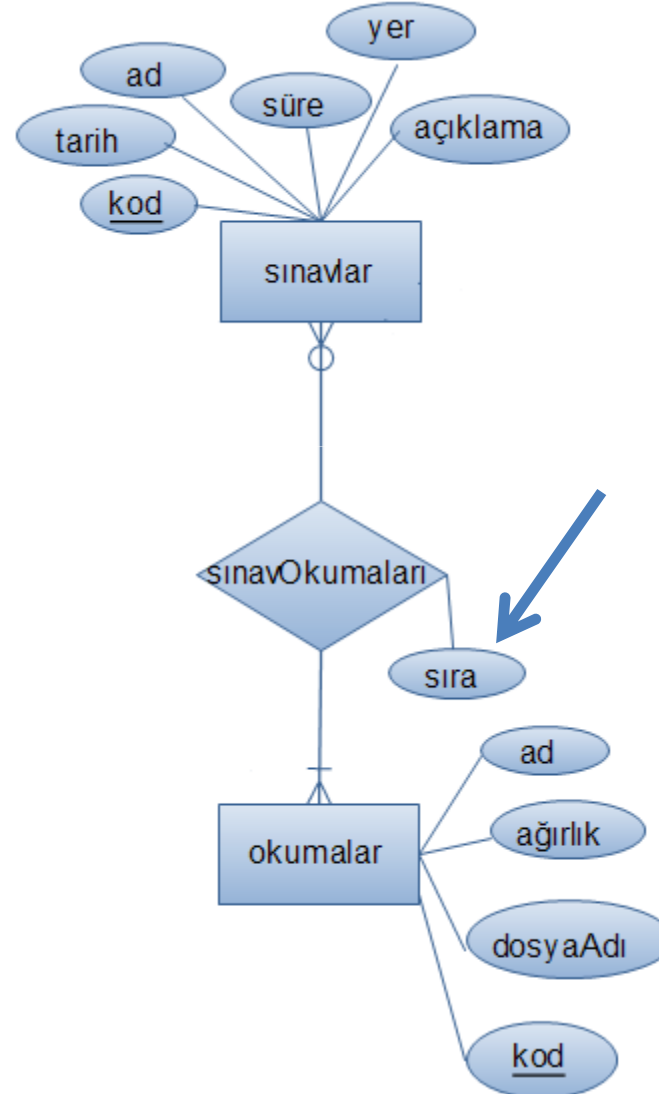 yer
ad
süre
açıklama
tarih
kod
sınavlar
sınavOkumaları
sıra
ad
ağırlık
okumalar
dosyaAdı
kod